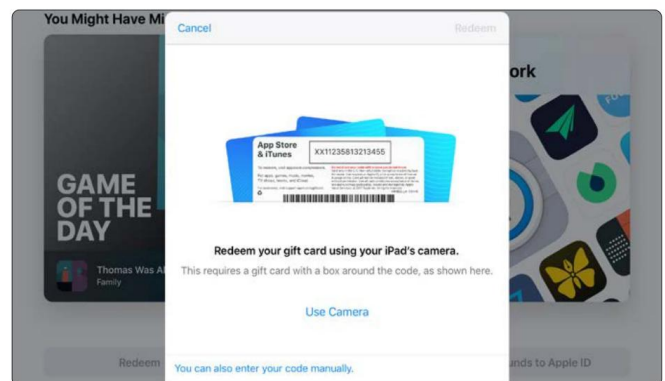 You Might Have Mi
Cancel
Redeem
ork
App Store
& iTunes
XX11235813213455
GAME
OF THE
DAY
Redeem your gift card using your iPad's camera.
This requires a gift card with a box around the code, as shown here.
Thomas Was Al
Family
Use Camera
Redeem
unds to Apple ID
You can also enter your code manually.